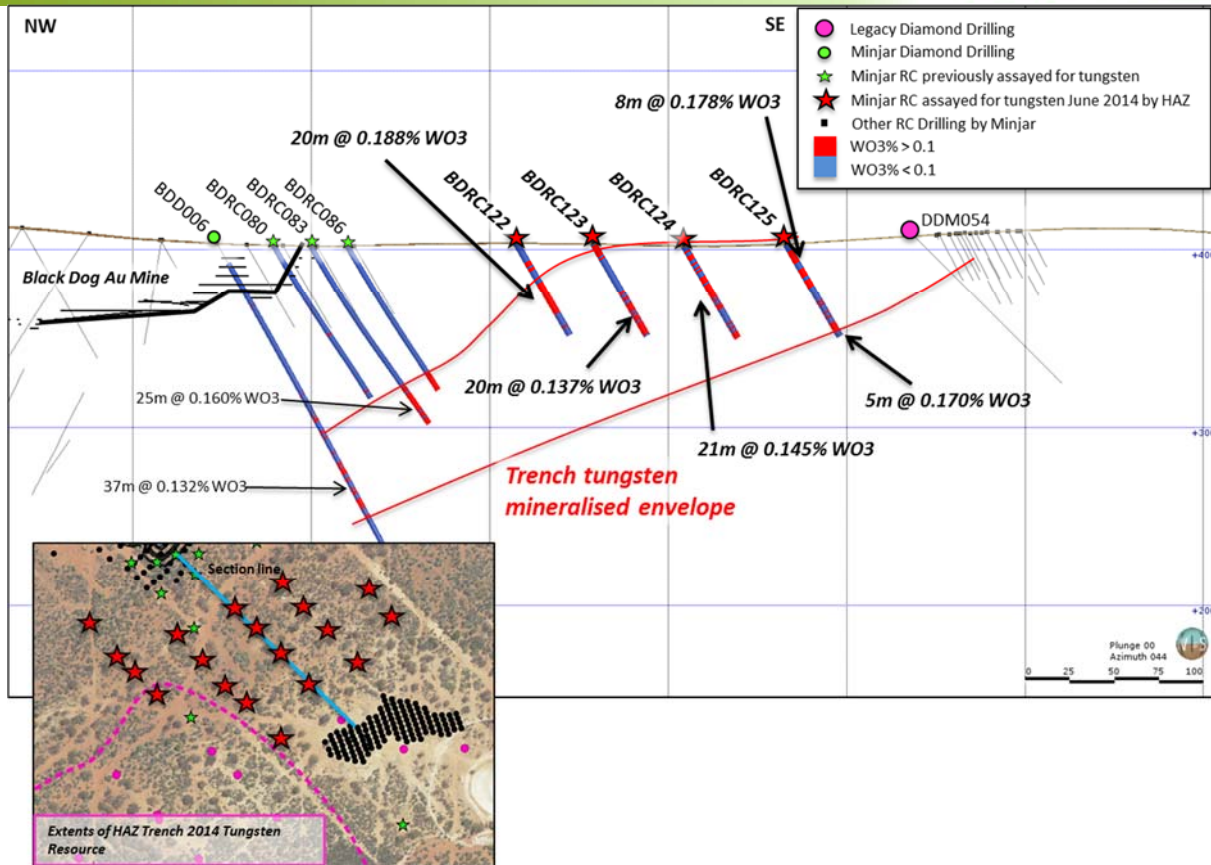 NW
SE
Legacy Diamond Drilling
Minjar Diamond Drilling
Minjar RC previously assayed for tungsten
Minjar RC assayed for tungsten June 2014 by HAZ
Other RC Drilling by Minjar
WO3% > 0.1
WO3% < 0.1
8m @ 0.178% WO3
20m @ 0.188% WO3
BDD006
BDRC080
BDRC083
BDRC086
BDRC122
BDRC123
BDRC124
BDRC125
DDM054
Black Dog Au Mine
25m @ 0.160% WO3
20m @ 0.137% WO3
5m @ 0.170% WO3
21m @ 0.145% WO3
37m @ 0.132% WO3
Trench tungsten
mineralised envelope
Section line
Plunge 00
Azimuth 044
0 25 50 75 100
Extents of HAZ Trench 2014 Tungsten
Resource